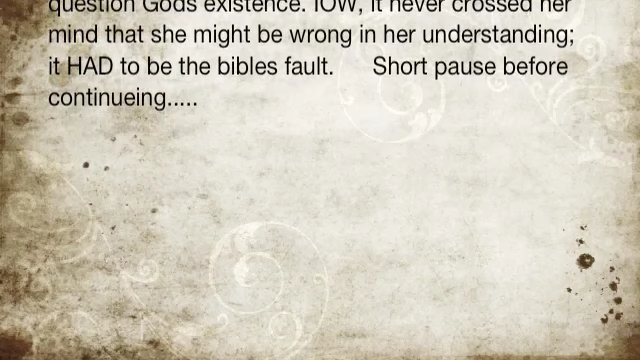 question Gods existence. IOW, it never crossed her
mind that she might be wrong in her understanding;
it HAD to be the bibles fault. Short pause before
continueing.....